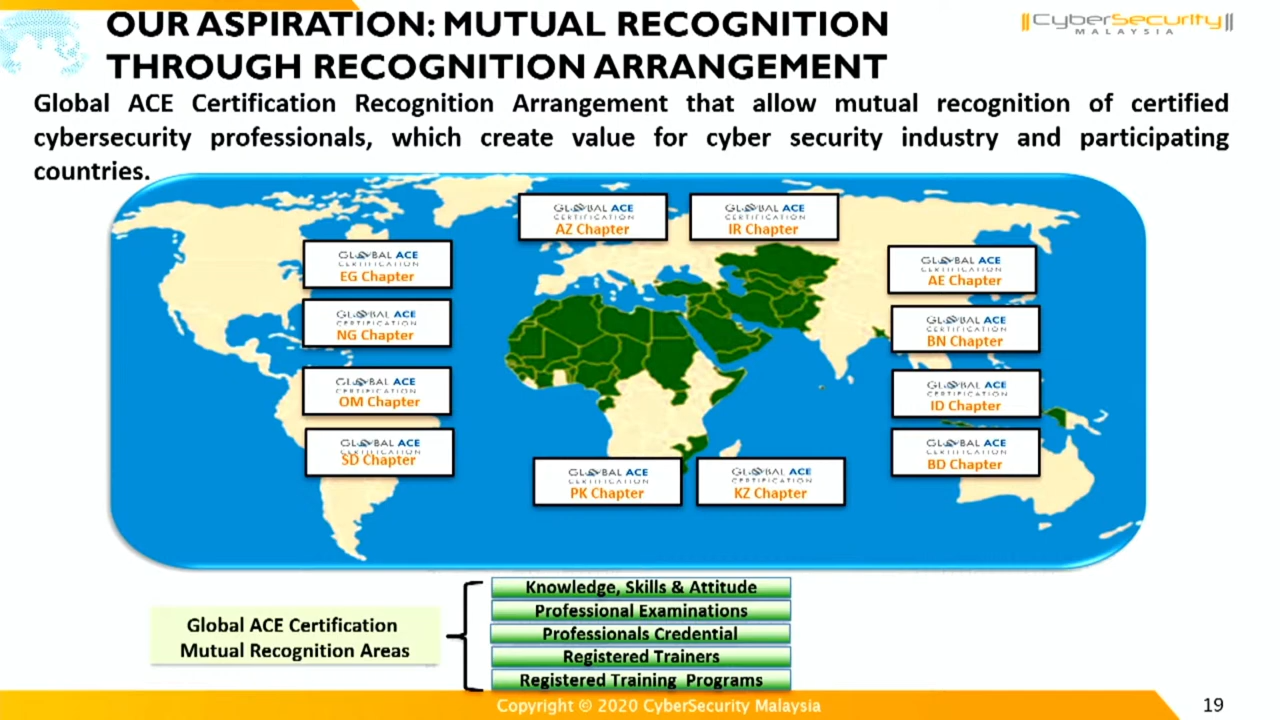 OUR ASPIRATION: MUTUAL RECOGNITION
THROUGH RECOGNITION ARRANGEMENT
CyberSecurity
MALAYSIA
Global ACE Certification Recognition Arrangement that allow mutual recognition of certified
cybersecurity professionals, which create value for cyber security industry and participating
countries.
GLOBAL ACE
CERTIFICATION
AZ Chapter
GLOBAL ACE
CERTIFICATION
IR Chapter
GLOBAL ACE
CERTIFICATION
EG Chapter
GLOBAL ACE
CERTIFICATION
AE Chapter
GLOBAL ACE
CERTIFICATION
NG Chapter
GLOBAL ACE
CERTIFICATION
BN Chapter
GLOBAL ACE
CERTIFICATION
OM Chapter
GLOBAL ACE
CERTIFICATION
ID Chapter
GLOBAL ACE
CERTIFICATION
SD Chapter
GLOBAL ACE
CERTIFICATION
BD Chapter
GLOBAL ACE
CERTIFICATION
PK Chapter
GLOBAL ACE
CERTIFICATION
KZ Chapter
Global ACE Certification
Mutual Recognition Areas
Knowledge, Skills & Attitude
Professional Examinations
Professionals Credential
Registered Trainers
Registered Training Programs
Copyright © 2020 CyberSecurity Malaysia
19